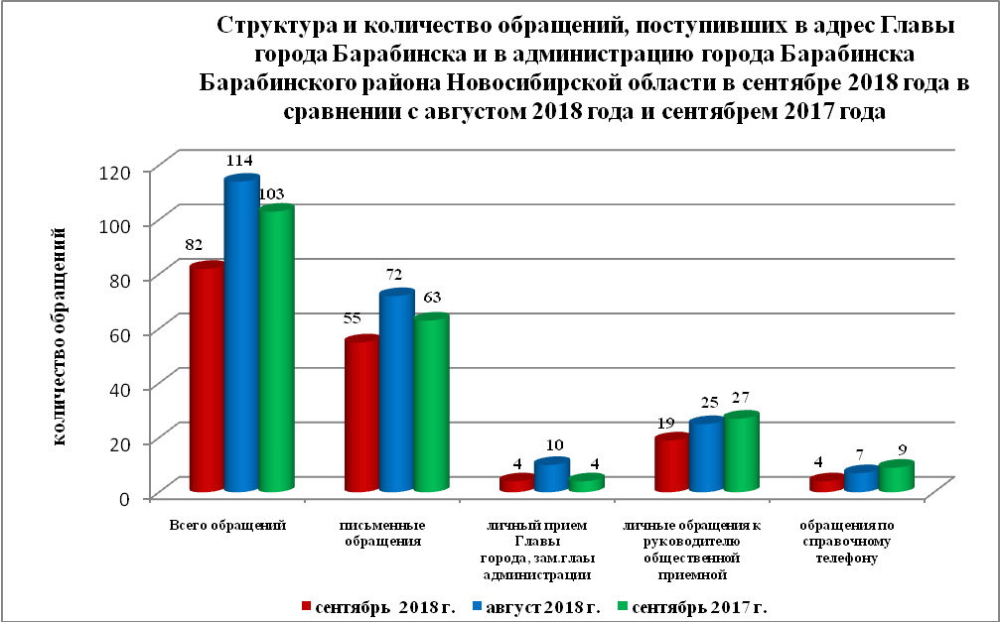 Структура и количество обращений, поступивших в адрес Главы
города Барабинска и в администрацию города Барабинска
Барабинского района Новосибирской области в сентябре 2018 года в
сравнении с августом 2018 года и сентябрем 2017 года
количество обращений
120
100
80
60
40
20
0
82
114
103
55
72
63
4
10
4
19
25
27
4
7
9
Всего обращений
письменные
обращения
личный прием
Главы
города, зам.глаы
администрации
личные обращения к
руководителю
общественной
приемной
обращения по
справочному
телефону
сентябрь 2018 г.
август 2018 г.
сентябрь 2017 г.